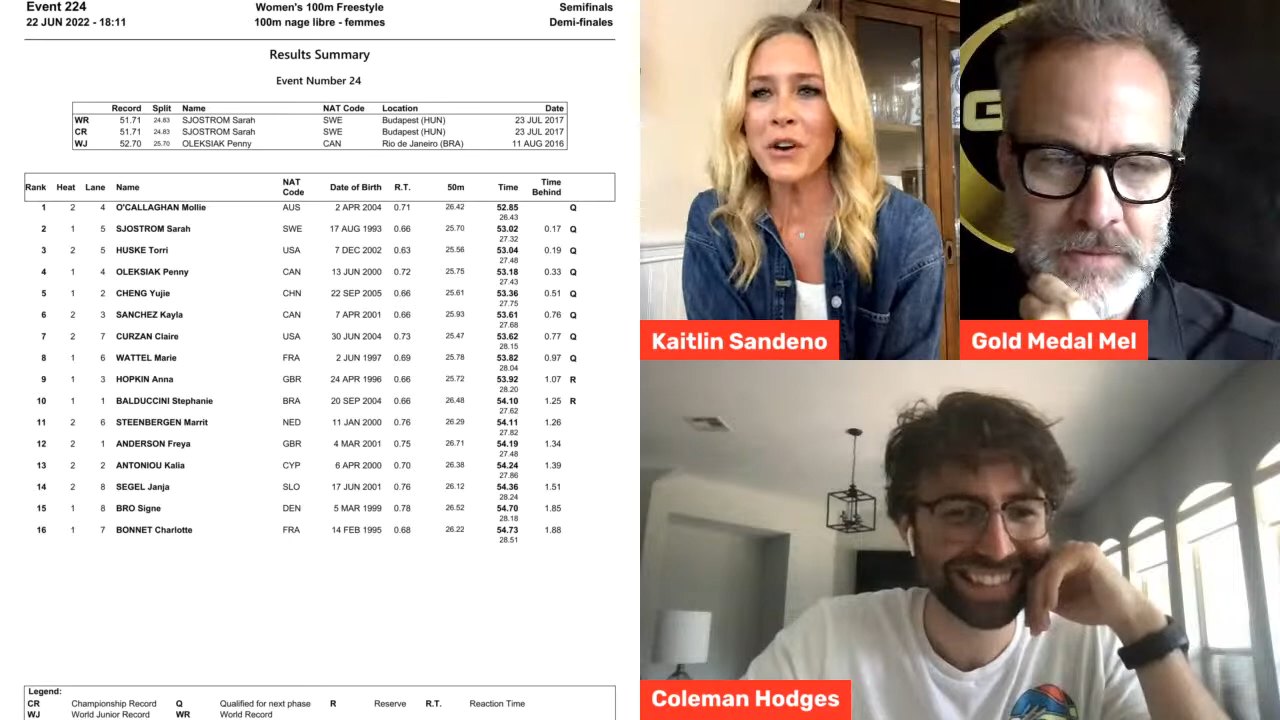 Event 224 Women's 100m Freestyle Semifinals
22 JUN 2022 - 18:11 100m nage libre - femmes Demi-finales
Results Summary
Event Number 24
Record Split Name NAT Code Location Date
WR 51.71 24.83 SJOSTROM Sarah SWE Budapest (HUN) 23 JUL 2017
CR 51.71 24.83 SJOSTROM Sarah SWE Budapest (HUN) 23 JUL 2017
WJ 52.70 25.70 OLEKSIAK Penny CAN Rio de Janeiro (BRA) 11 AUG 2016
Rank Heat Lane Name NAT Code Date of Birth R.T. 50m Time Time Behind
1 2 4 O'CALLAGHAN Mollie AUS 2 APR 2004 0.71 26.42 52.85 Q
26.43
2 1 5 SJOSTROM Sarah SWE 17 AUG 1993 0.66 25.70 53.02 0.17 Q
27.32
3 2 5 HUSKE Torri USA 7 DEC 2002 0.63 25.56 53.04 0.19 Q
27.48
4 1 4 OLEKSIAK Penny CAN 13 JUN 2000 0.72 25.75 53.18 0.33 Q
27.43
5 1 2 CHENG Yujie CHN 22 SEP 2005 0.66 25.61 53.36 0.51 Q
27.75
6 2 3 SANCHEZ Kayla CAN 7 APR 2001 0.66 25.93 53.61 0.76 Q
27.68
7 2 7 CURZAN Claire USA 30 JUN 2004 0.73 25.47 53.62 0.77 Q
28.15
8 1 6 WATTEL Marie FRA 2 JUN 1997 0.69 25.78 53.82 0.97 Q
28.04
9 1 3 HOPKIN Anna GBR 24 APR 1996 0.66 25.72 53.92 1.07 R
28.20
10 1 1 BALDUCCINI Stephanie BRA 20 SEP 2004 0.66 26.48 54.10 1.25 R
27.62
11 2 6 STEENBERGEN Marrit NED 11 JAN 2000 0.76 26.29 54.11 1.26
27.82
12 2 1 ANDERSON Freya GBR 4 MAR 2001 0.75 26.71 54.19 1.34
27.48
13 2 2 ANTONIOU Kalia CYP 6 APR 2000 0.70 26.38 54.24 1.39
27.86
14 2 8 SEGEL Janja SLO 17 JUN 2001 0.76 26.12 54.36 1.51
28.24
15 1 8 BRO Signe DEN 5 MAR 1999 0.78 26.52 54.70 1.85
28.18
16 1 7 BONNET Charlotte FRA 14 FEB 1995 0.68 26.22 54.73 1.88
28.51
Legend:
CR Championship Record Q Qualified for next phase R Reserve R.T. Reaction Time
WJ World Junior Record WR World Record
Kaitlin Sandeno
G
Gold Medal Mel
Coleman Hodges